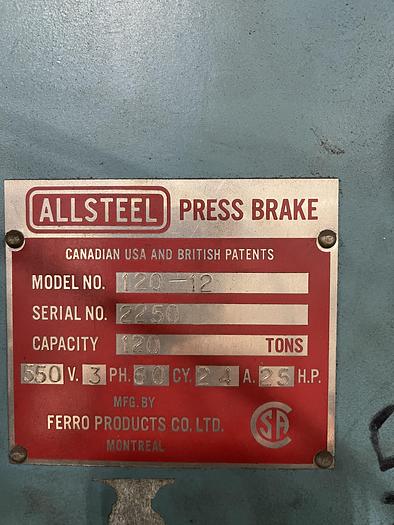 ALLSTEEL PRESS BRAKE
CANADIAN USA AND BRITISH PATENTS
MODEL NO. 120-12
SERIAL NO. 2250
CAPACITY 120 TONS
550 V. 3 PH. 60 CY. 24 A. 25 H.P.
MFG. BY
FERRO PRODUCTS CO. LTD.
MONTREAL
CSA